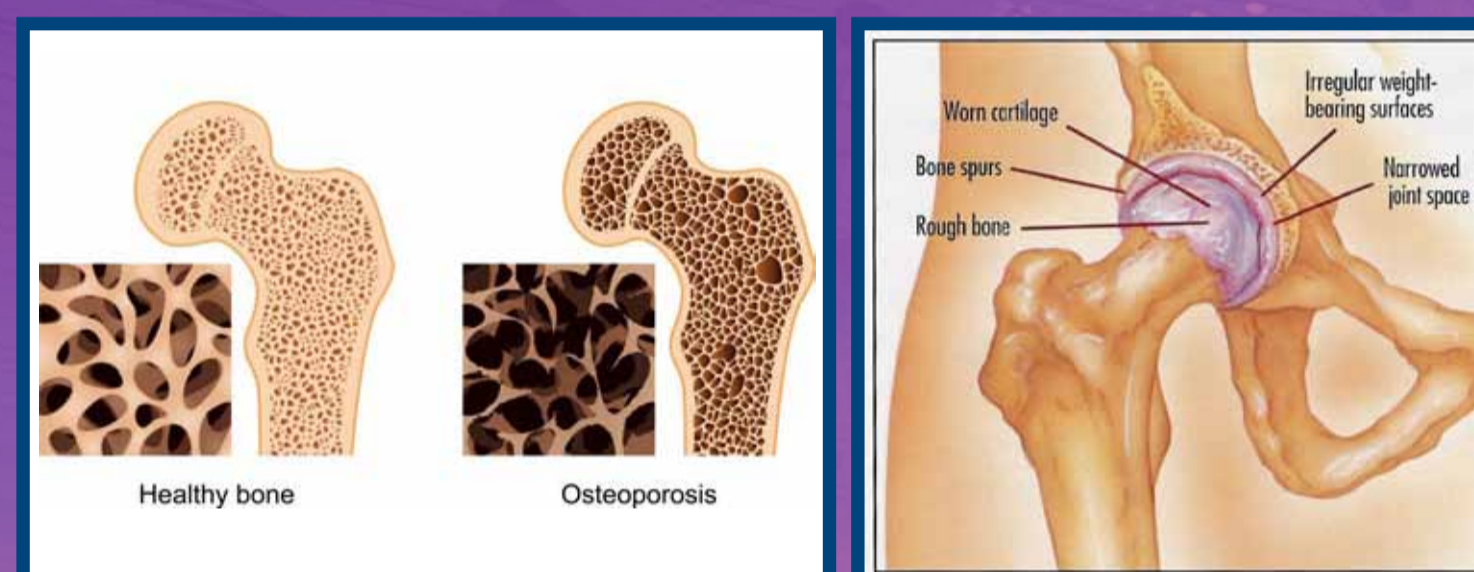 Healthy bone
Osteoporosis
Worn cartilage
Bone spurs
Rough bone
Irregular weight-
bearing surfaces
Narrowed
joint space